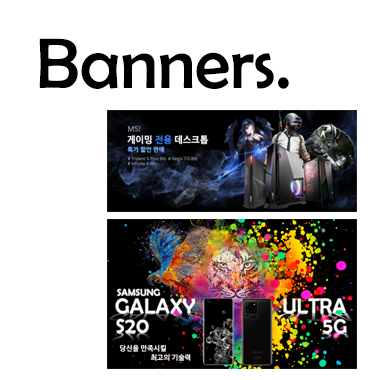 Banners.
MSI
게이밍 전용 데스크톱
특가 할인 판매
SAMSUNG
GALAXY ULTRA
S20 5G
당신을 만족시킬
최고의 기술력